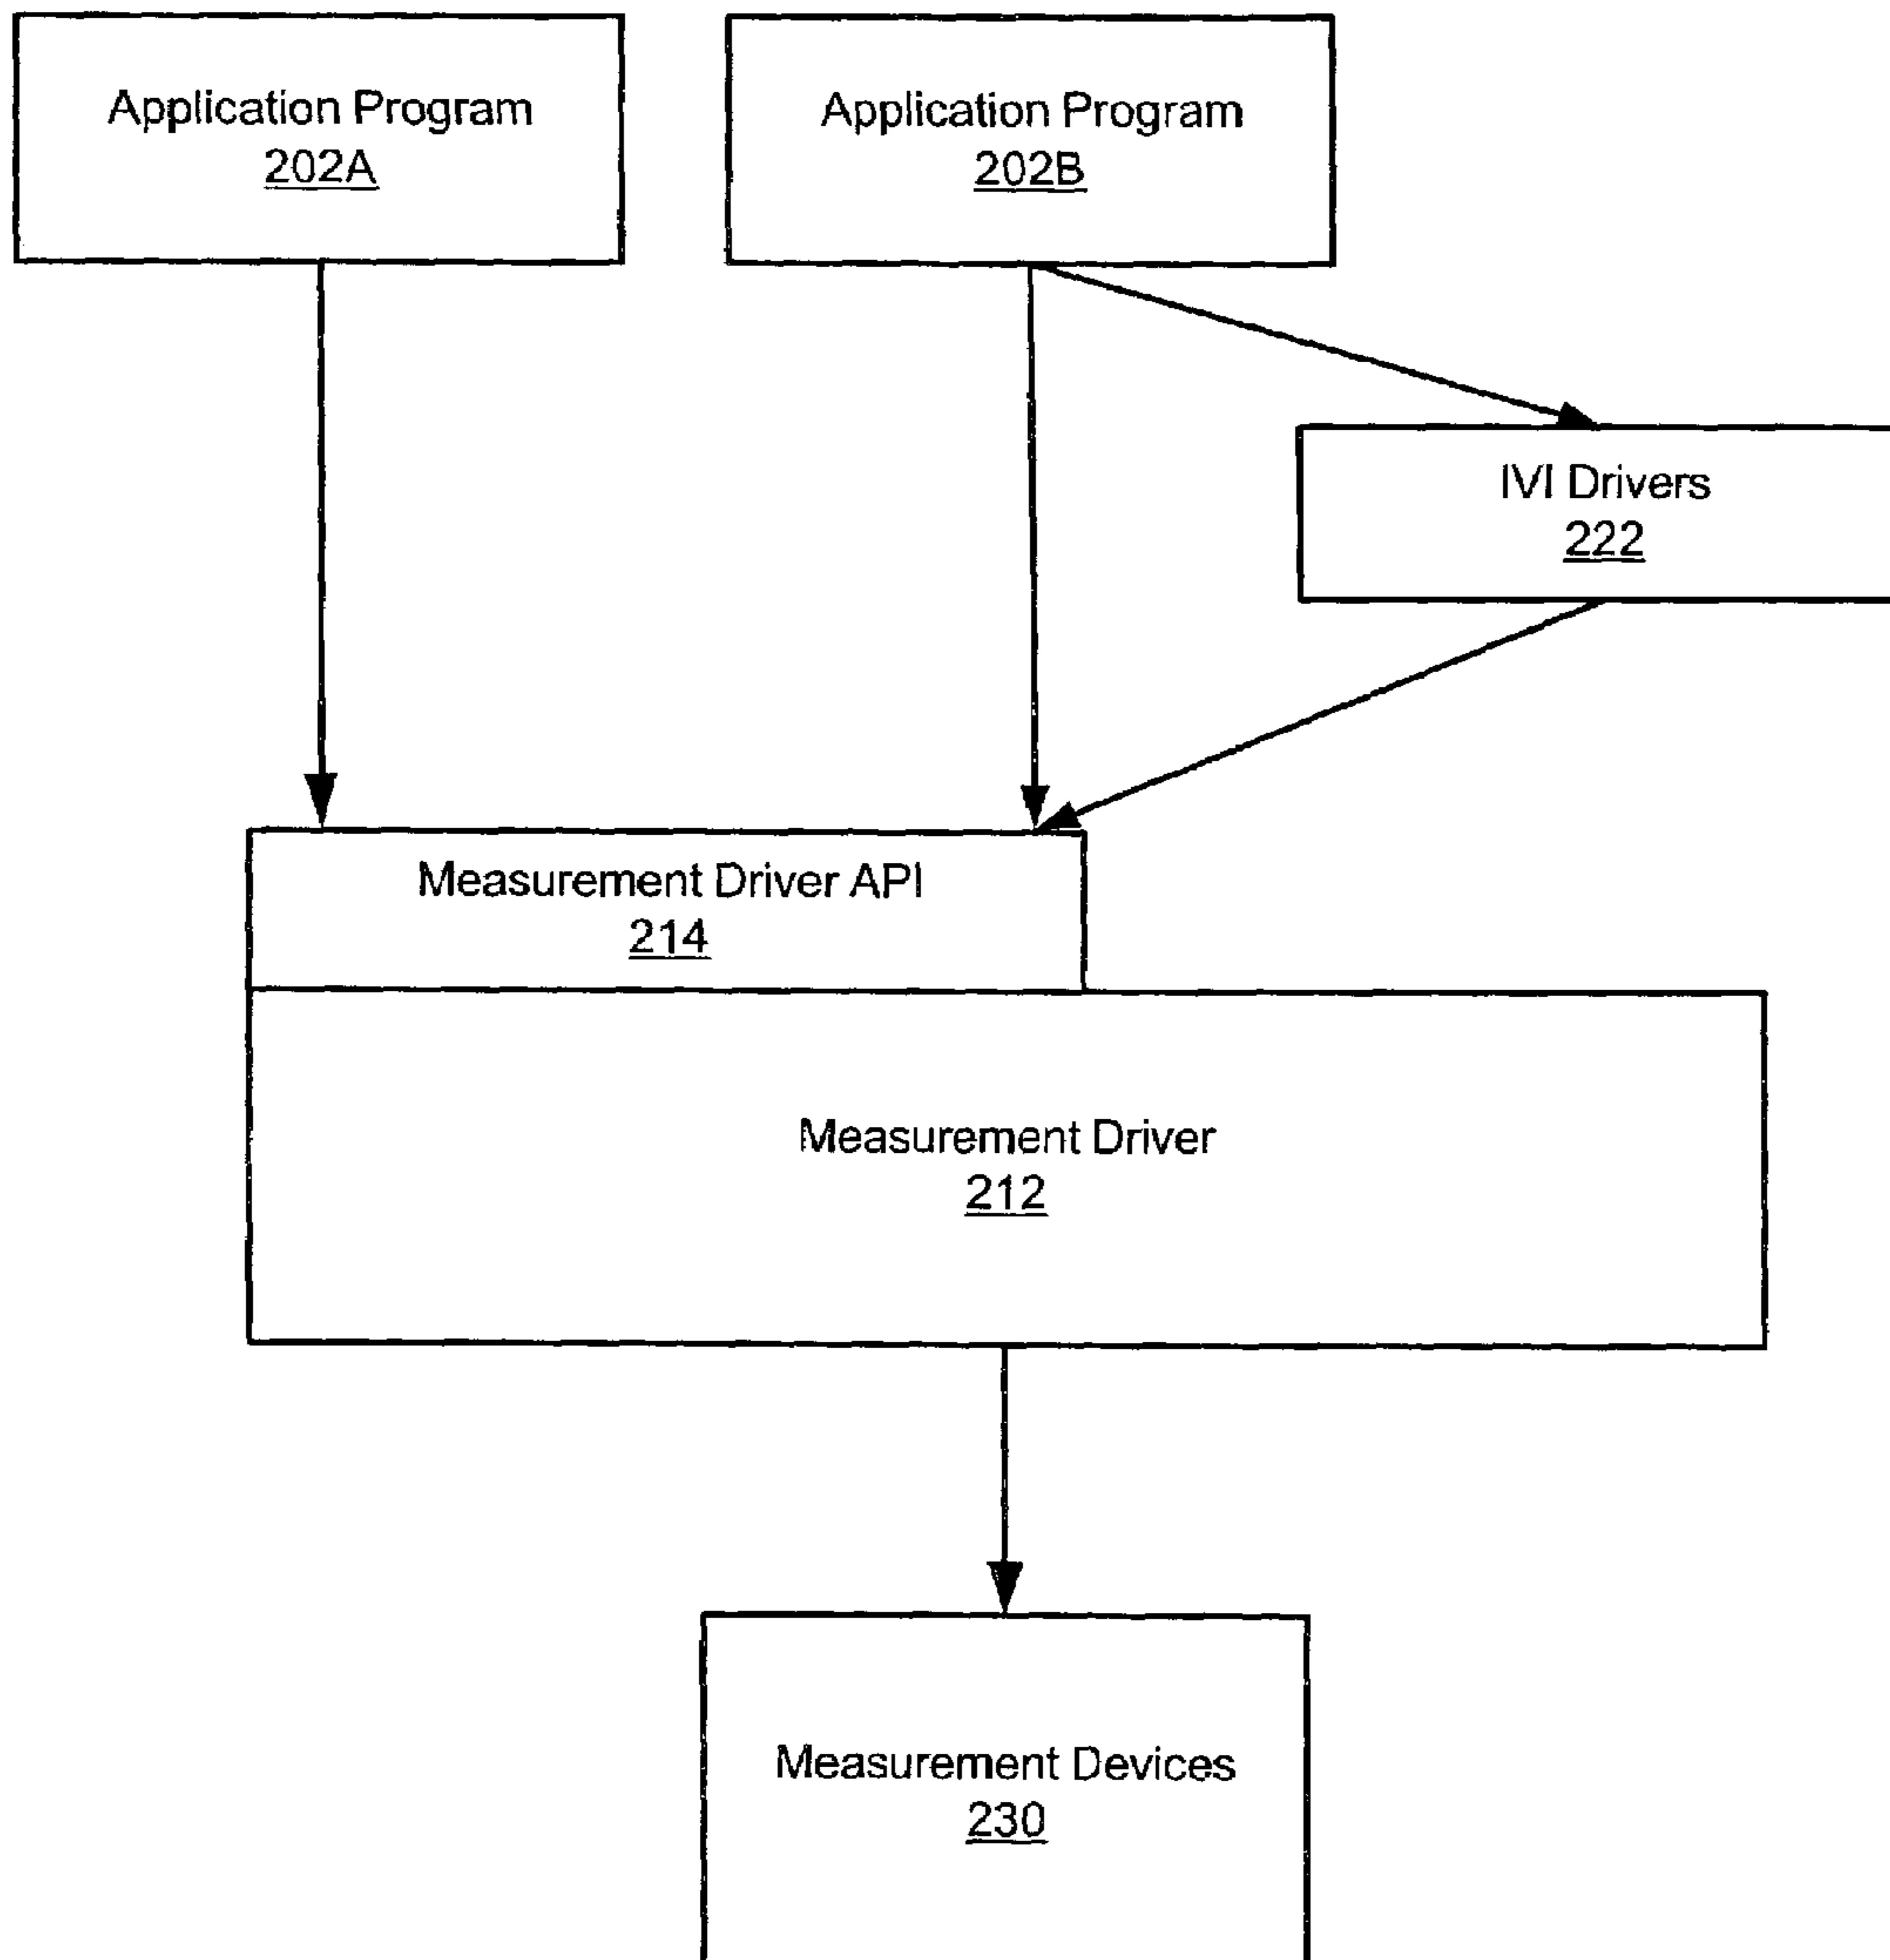 Application Program
202A
Application Program
202B
IVI Drivers
222
Measurement Driver API
214
Measurement Driver
212
Measurement Devices
230